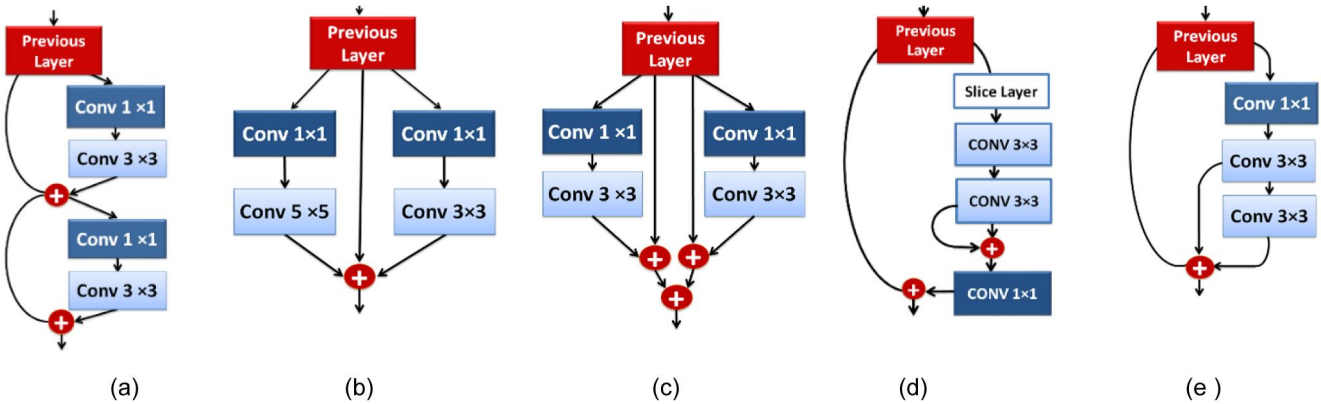 Previous
Layer
Conv 1 ×1
Conv 3 ×3
+
Conv 1 ×1
Conv 3 ×3
+
(a)
Previous
Layer
Conv 1×1
Conv 1×1
Conv 5 ×5
Conv 3×3
+
(b)
Previous
Layer
Conv 1 ×1
Conv 1×1
Conv 3 ×3
Conv 3×3
+
+
+
(c)
Previous
Layer
Slice Layer
CONV 3×3
CONV 3×3
+
CONV 1×1
+
(d)
Previous
Layer
Conv 1×1
Conv 3×3
Conv 3×3
+
(e )